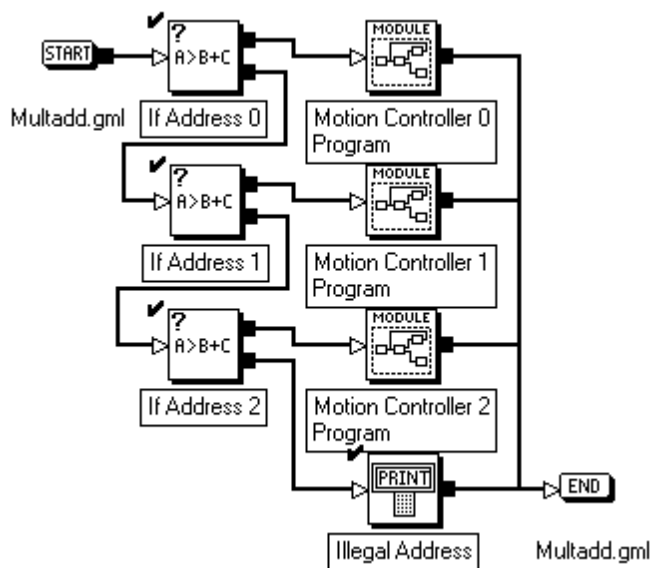 START
?
A>B+C
MODULE
Multadd.gml
If Address 0
Motion Controller 0
Program
?
A>B+C
MODULE
If Address 1
Motion Controller 1
Program
?
A>B+C
MODULE
If Address 2
Motion Controller 2
Program
PRINT
END
Illegal Address
Multadd.gml